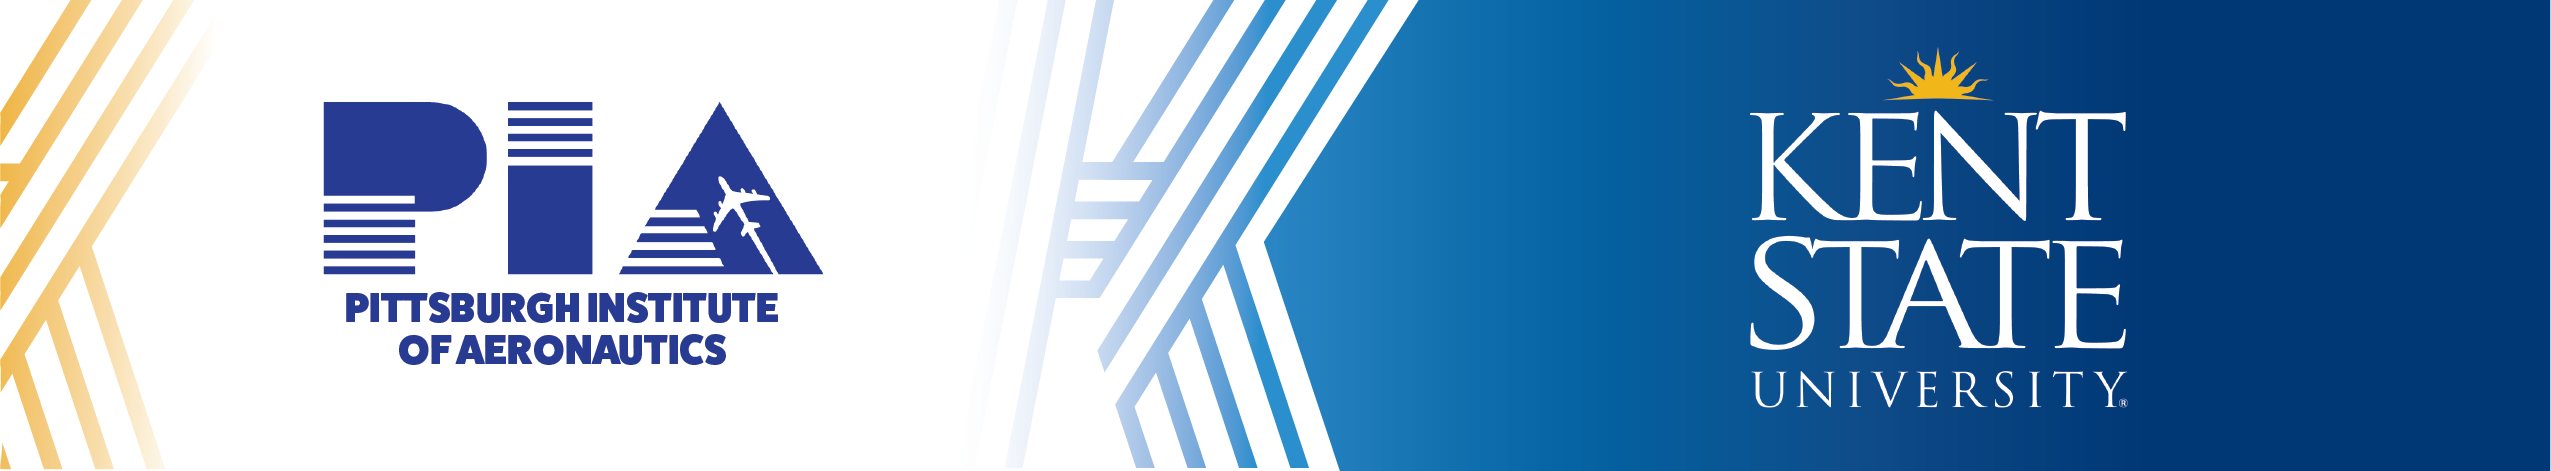 PIA
PITTSBURGH INSTITUTE
OF AERONAUTICS
KENT
STATE
UNIVERSITY®